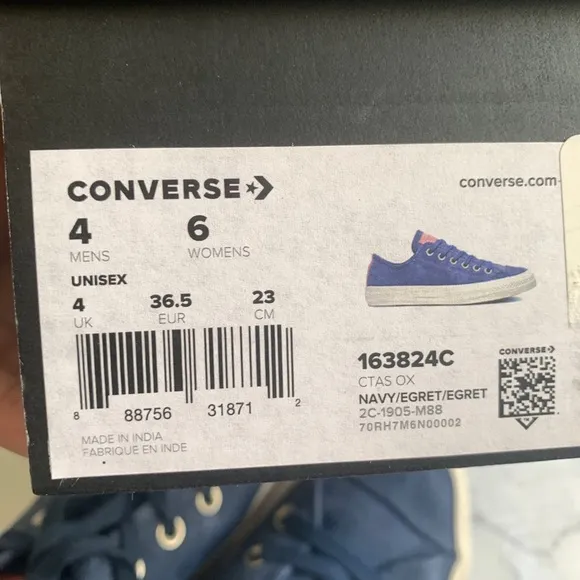 CONVERSE
converse.com
4 6
MENS WOMENS
UNISEX
4 36.5 23
UK EUR CM
8 88756 31871 2
MADE IN INDIA
FABRIQUE EN INDE
163824C
CTAS OX
NAVY/EGRET/EGRET
2C-1905-M88
70RH7M6N00002
CONVERSE